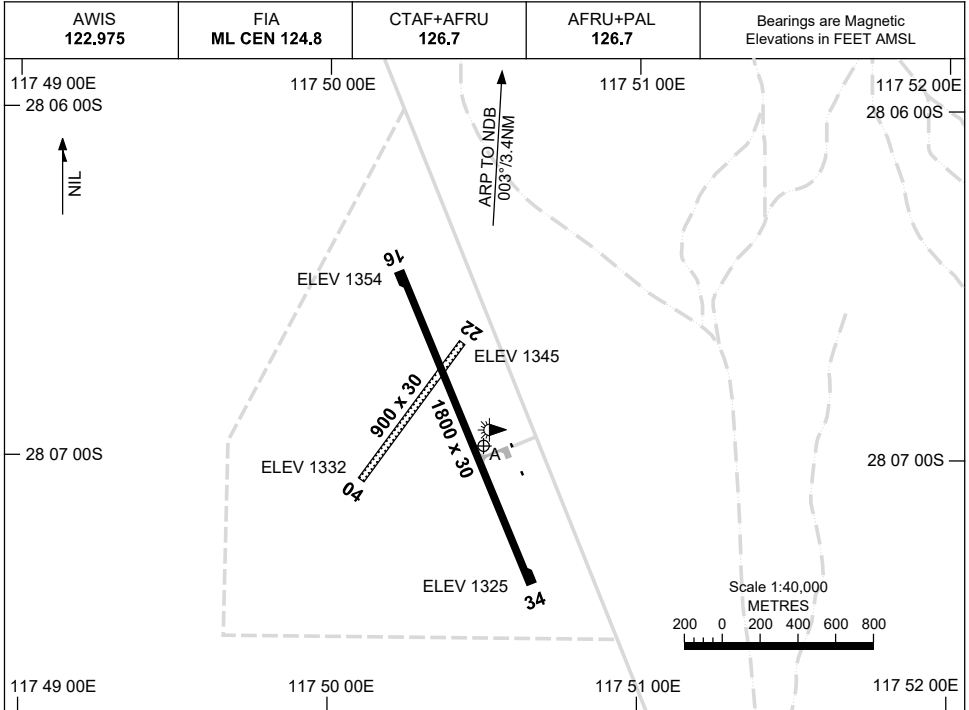 AWIS
122.975
FIA
ML CEN 124.8
CTAF+AFRU
126.7
AFRU+PAL
126.7
Bearings are Magnetic
Elevations in FEET AMSL
117 49 00E
117 50 00E
117 51 00E
117 52 00E
28 06 00S
28 06 00S
NIL
ARP TO NDB
003°/3.4NM
16
ELEV 1354
22
ELEV 1345
900 x 30
1800 x 30
A
28 07 00S
28 07 00S
ELEV 1332
04
ELEV 1325
34
Scale 1:40,000
METRES
200 0 200 400 600 800
117 49 00E
117 50 00E
117 51 00E
117 52 00E